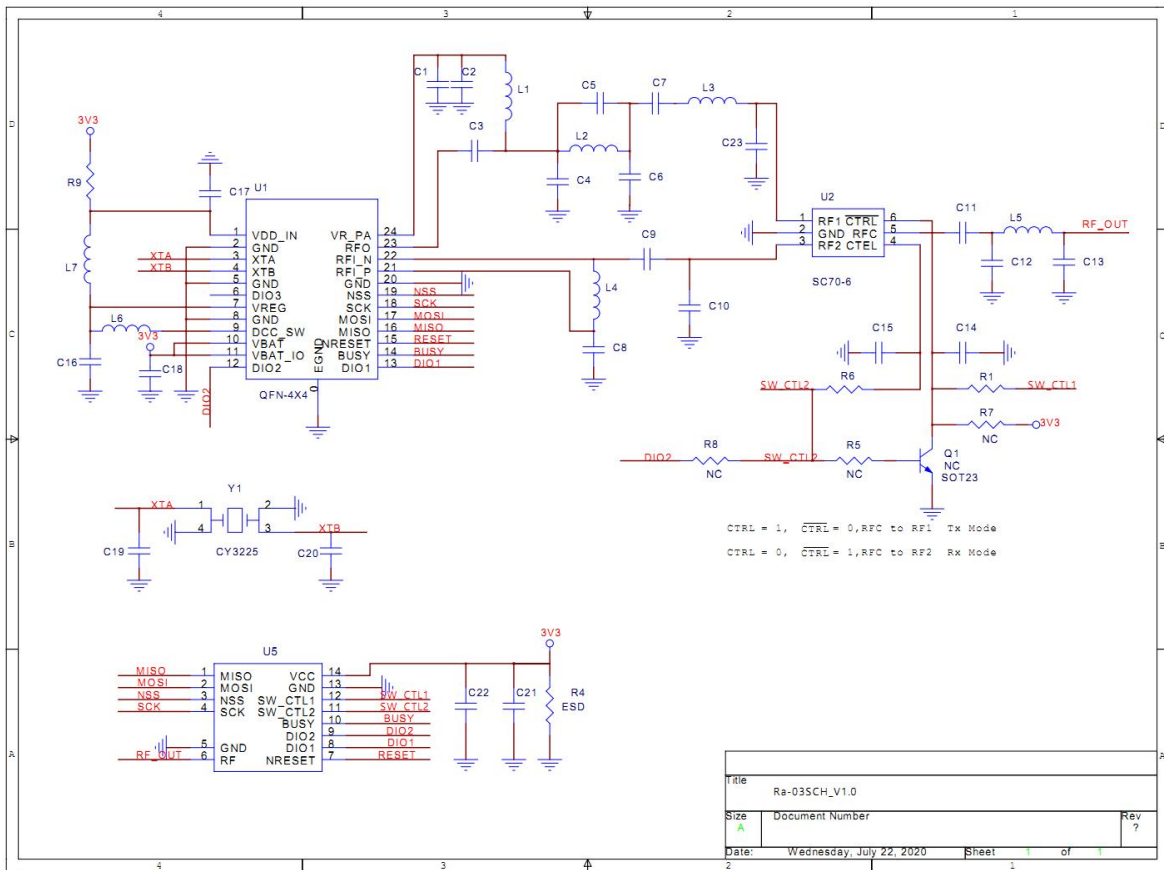 4
3
2
1
D
D
C
C
B
B
A
A
3V3
R9
L7
C17
U1
C1
C2
L1
C3
C5
C7
L3
L2
C4
C6
C23
1 VDD_IN VR_PA 24
2 GND RFO 23
3 XTA RFI_N 22
4 XTB RFI_P 21
5 GND GND 20
6 DIO3 NSS 19
7 VREG SCK 18
8 GND MOSI 17
9 DCC_SW MISO 16
10 VBAT NRESET 15
11 VBAT_IO BUSY 14
12 DIO2 DIO1 13
EGND
0
QFN-4X4
XTA
XTB
NSS
SCK
MOSI
MISO
RESET
BUSY
DIO1
L6
3V3
C16
C18
DIO2
L4
C8
C9
C10
U2
1 RF1 CTRL 6
2 GND RFC 5
3 RF2 CTEL 4
SC70-6
C11
L5
RF_OUT
C12
C13
C15
C14
SW_CTL2
R6
R1
SW_CTL1
R7
NC
3V3
DIO2
R8
NC
SW_CTL2
R5
NC
Q1
NC
SOT23
CTRL = 1, CTRL = 0,RFC to RF1 Tx Mode
CTRL = 0, CTRL = 1,RFC to RF2 Rx Mode
Y1
XTA
1
2
4
3
XTB
CY3225
C19
C20
U5
MISO
MOSI
NSS
SCK
RF_OUT
1 MISO VCC 14
2 MOSI GND 13
3 NSS SW_CTL1 12
4 SCK SW_CTL2 11
BUSY 10
DIO2 9
5 GND DIO1 8
6 RF NRESET 7
SW_CTL1
SW_CTL2
BUSY
DIO2
DIO1
RESET
C22
C21
3V3
R4
ESD
Title
Ra-03SCH_V1.0
Size
A
Document Number
Rev
?
Date: Wednesday, July 22, 2020 Sheet 1 of 1
4
3
2
1